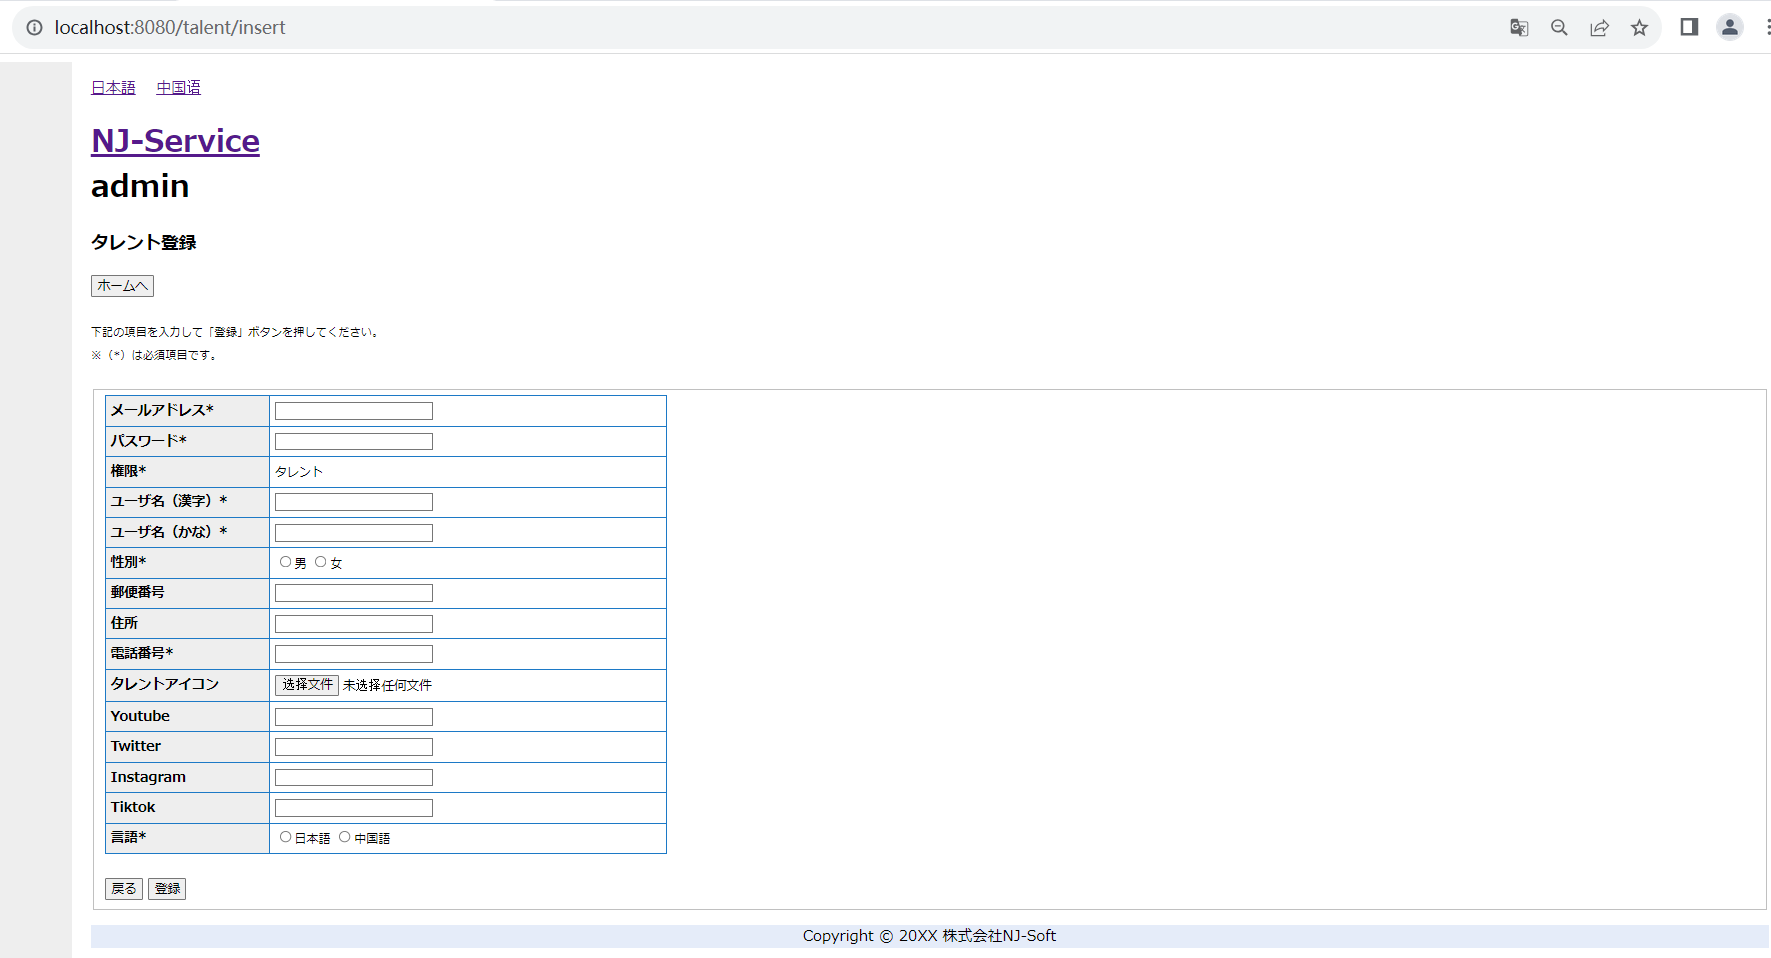 localhost:8080/talent/insert
日本語 中国语
NJ-Service
admin
タレント登録
ホームへ
下記の項目を入力して「登録」ボタンを押してください。
※（*）は必須項目です。
メールアドレス*
パスワード*
権限* タレント
ユーザ名（漢字）*
ユーザ名（かな）*
性別* 男 女
郵便番号
住所
電話番号*
タレントアイコン 选择文件 未选择任何文件
Youtube
Twitter
Instagram
Tiktok
言語* 日本語 中国語
戻る 登録
Copyright © 20XX 株式会社NJ-Soft